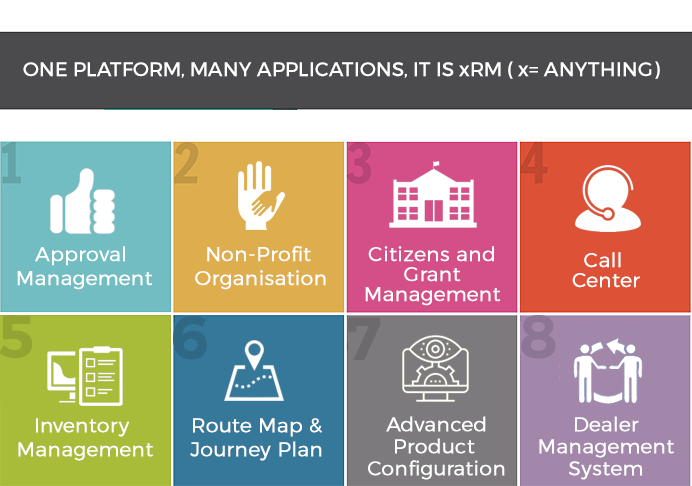 ONE PLATFORM, MANY APPLICATIONS, IT IS xRM ( x= ANYTHING)
1
Approval
Management
2
Non-Profit
Organisation
3
Citizens and
Grant
Management
4
Call
Center
5
Inventory
Management
6
Route Map &
Journey Plan
7
Advanced
Product
Configuration
8
Dealer
Management
System